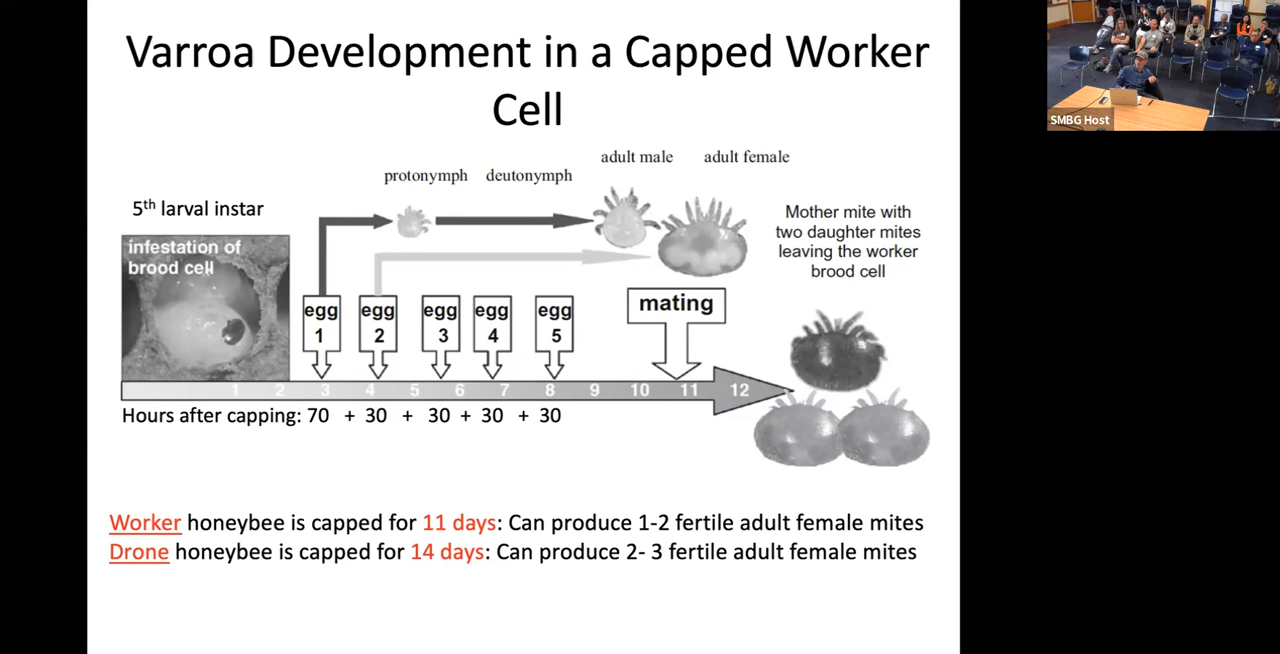 Varroa Development in a Capped Worker
Cell
adult male adult female
protonymph deutonymph
5th larval instar
infestation of
brood cell
Mother mite with
two daughter mites
leaving the worker
brood cell
egg egg egg egg egg
1 2 3 4 5
mating
1 2 3 4 5 6 7 8 9 10 11 12
Hours after capping: 70 + 30 + 30 + 30 + 30
Worker honeybee is capped for 11 days: Can produce 1-2 fertile adult female mites
Drone honeybee is capped for 14 days: Can produce 2- 3 fertile adult female mites
SMBG Host